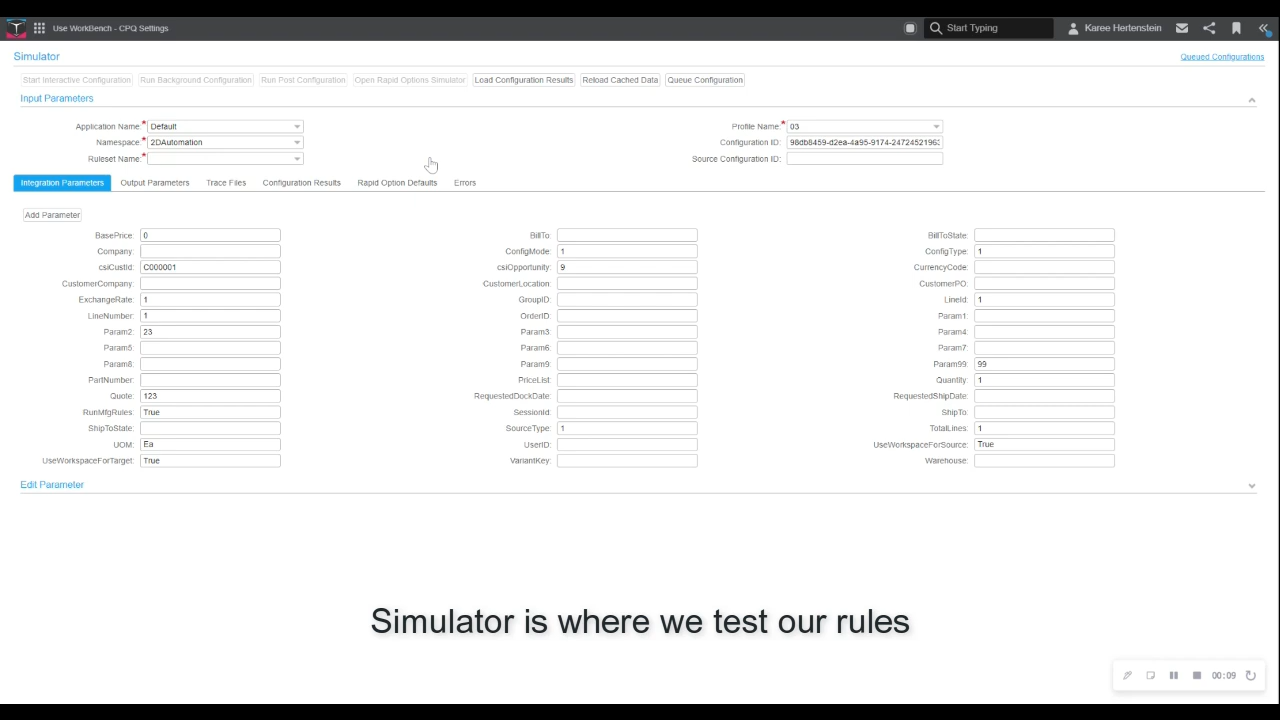 Use WorkBench - CPQ Settings
Start Typing
Karee Hertenstein
Simulator
Queued Configurations
Start Interactive Configuration Run Background Configuration Run Post Configuration Open Rapid Options Simulator Load Configuration Results Reload Cached Data Queue Configuration
Input Parameters
Application Name:* Default Profile Name:* 03
Namespace:* 2DAutomation Configuration ID: 98db8459-d2ea-4a95-9174-24724521963
Ruleset Name:* Source Configuration ID:
Integration Parameters Output Parameters Trace Files Configuration Results Rapid Option Defaults Errors
Add Parameter
BasePrice: 0 BillTo: BillToState:
Company: ConfigMode: 1 ConfigType: 1
csiCustId: C000001 csiOpportunity: 9 CurrencyCode:
CustomerCompany: CustomerLocation: CustomerPO:
ExchangeRate: 1 GroupID: LineId: 1
LineNumber: 1 OrderID: Param1:
Param2: 23 Param3: Param4:
Param5: Param6: Param7:
Param8: Param9: Param99: 99
PartNumber: PriceList: Quantity: 1
Quote: 123 RequestedDockDate: RequestedShipDate:
RunMfgRules: True SessionId: ShipTo:
ShipToState: SourceType: 1 TotalLines: 1
UOM: Ea UserID: UseWorkspaceForSource: True
UseWorkspaceForTarget: True VariantKey: Warehouse:
Edit Parameter
Simulator is where we test our rules
00:09